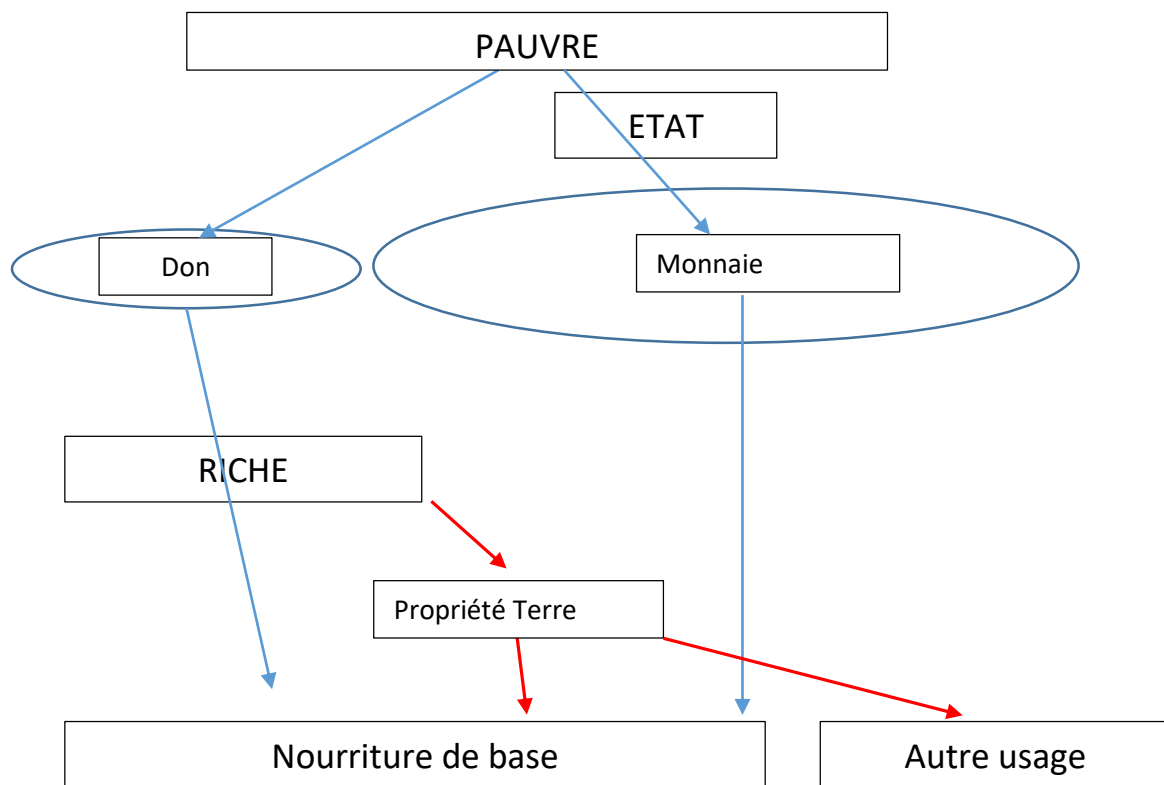 PAUVRE
ETAT
Don
Monnaie
RICHE
Propriété Terre
Nourriture de base
Autre usage